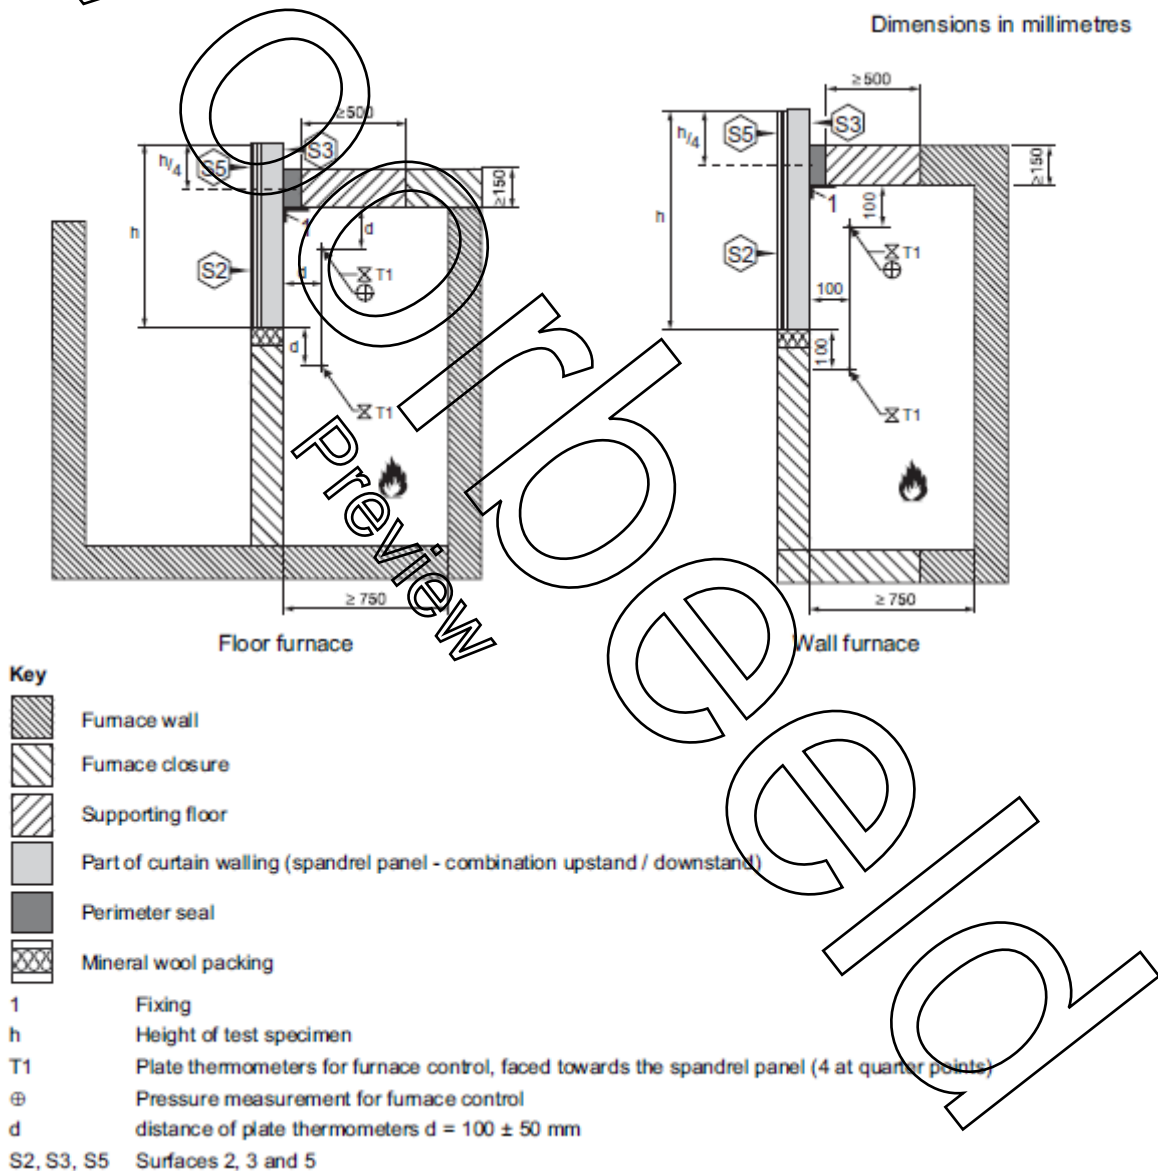 Dimensions in millimetres
≥500
h/4
S5
S3
≥150
1
h
d
S2
d
T1
d
T1
≥ 750
Floor furnace
≥500
h/4
S5
S3
≥150
1
100
h
S2
T1
100
100
T1
≥ 750
Wall furnace
Key
Furnace wall
Furnace closure
Supporting floor
Part of curtain walling (spandrel panel - combination upstand / downstand)
Perimeter seal
Mineral wool packing
1 Fixing
h Height of test specimen
T1 Plate thermometers for furnace control, faced towards the spandrel panel (4 at quarter points)
⊕ Pressure measurement for furnace control
d distance of plate thermometers d = 100 ± 50 mm
S2, S3, S5 Surfaces 2, 3 and 5
oorbeeld
Preview